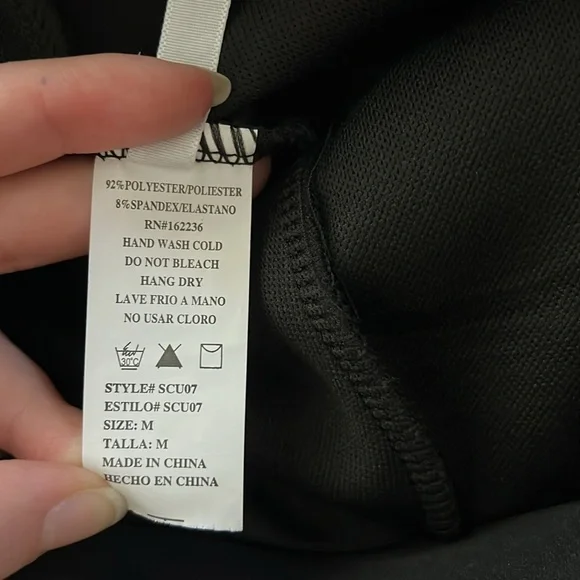 92%POLYESTER/POLIESTER
8%SPANDEX/ELASTANO
RN#162236
HAND WASH COLD
DO NOT BLEACH
HANG DRY
LAVE FRIO A MANO
NO USAR CLORO
30°C
STYLE# SCU07
ESTILO# SCU07
SIZE: M
TALLA: M
MADE IN CHINA
HECHO EN CHINA